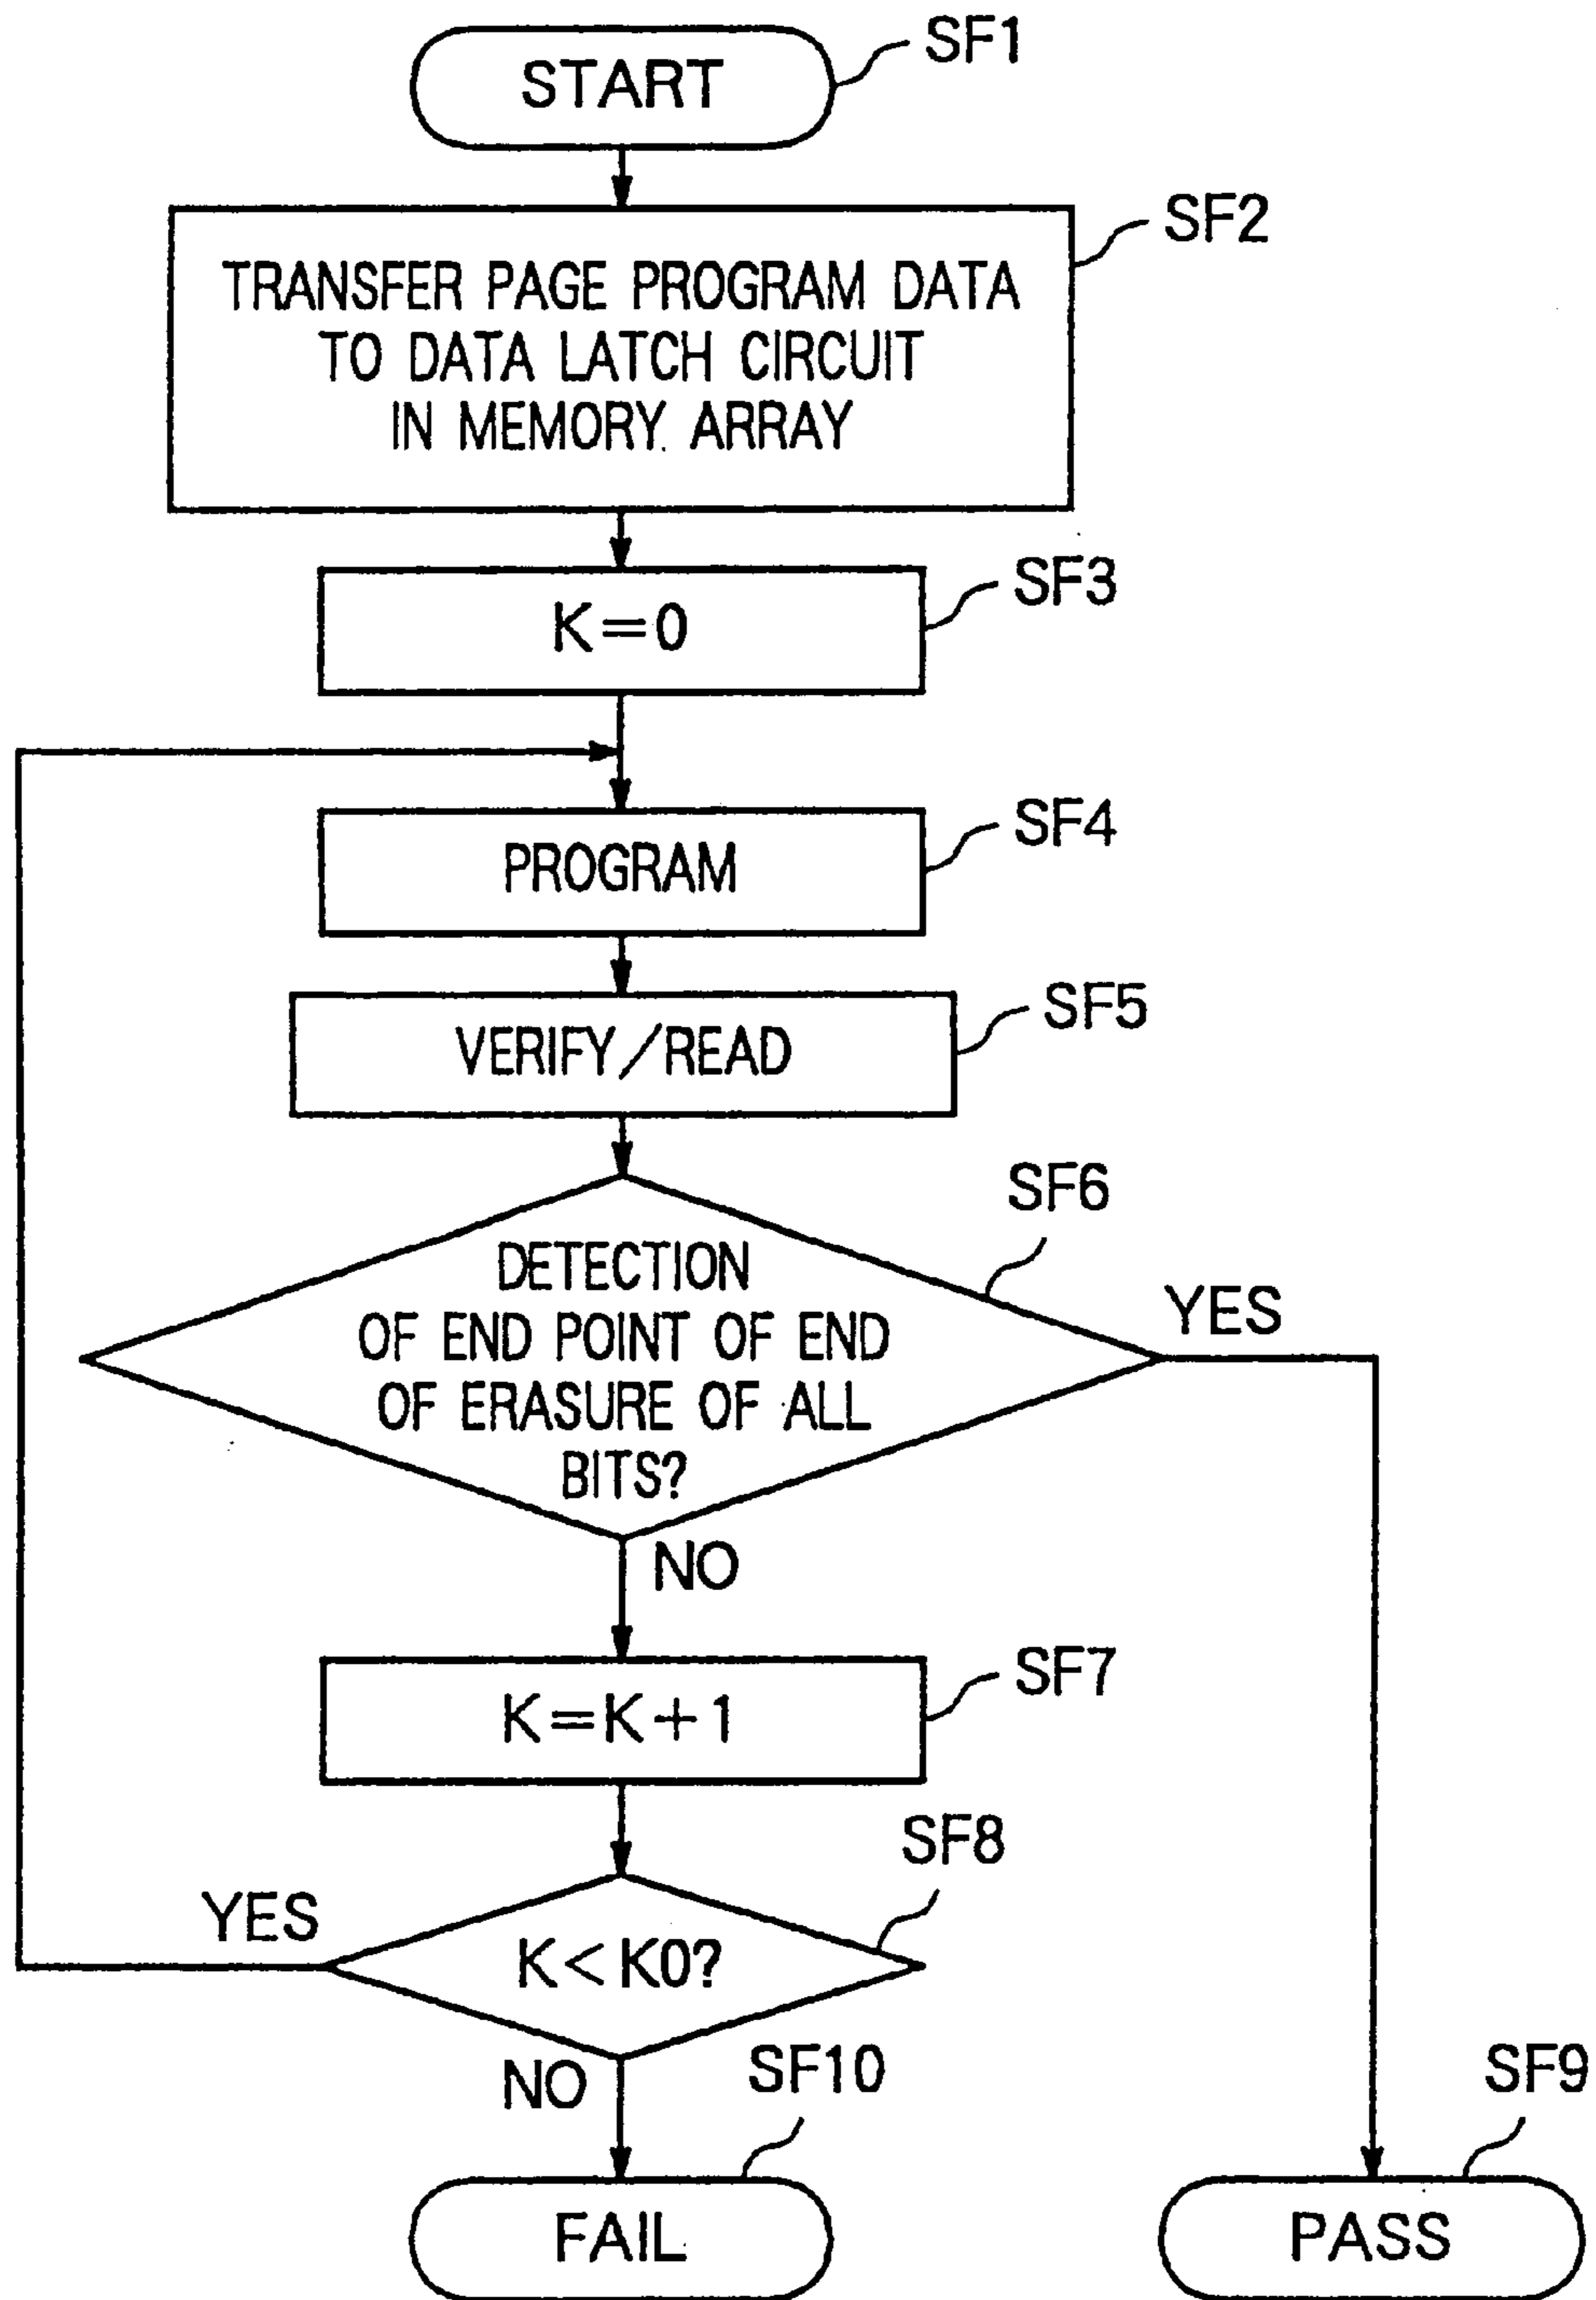 START
SF1
SF2
TRANSFER PAGE PROGRAM DATA
TO DATA LATCH CIRCUIT
IN MEMORY ARRAY
SF3
K=0
SF4
PROGRAM
SF5
VERIFY/READ
SF6
DETECTION
OF END POINT OF END
OF ERASURE OF ALL
BITS?
YES
NO
SF7
K=K+1
SF8
YES
K<K0?
NO
SF10
SF9
FAIL
PASS